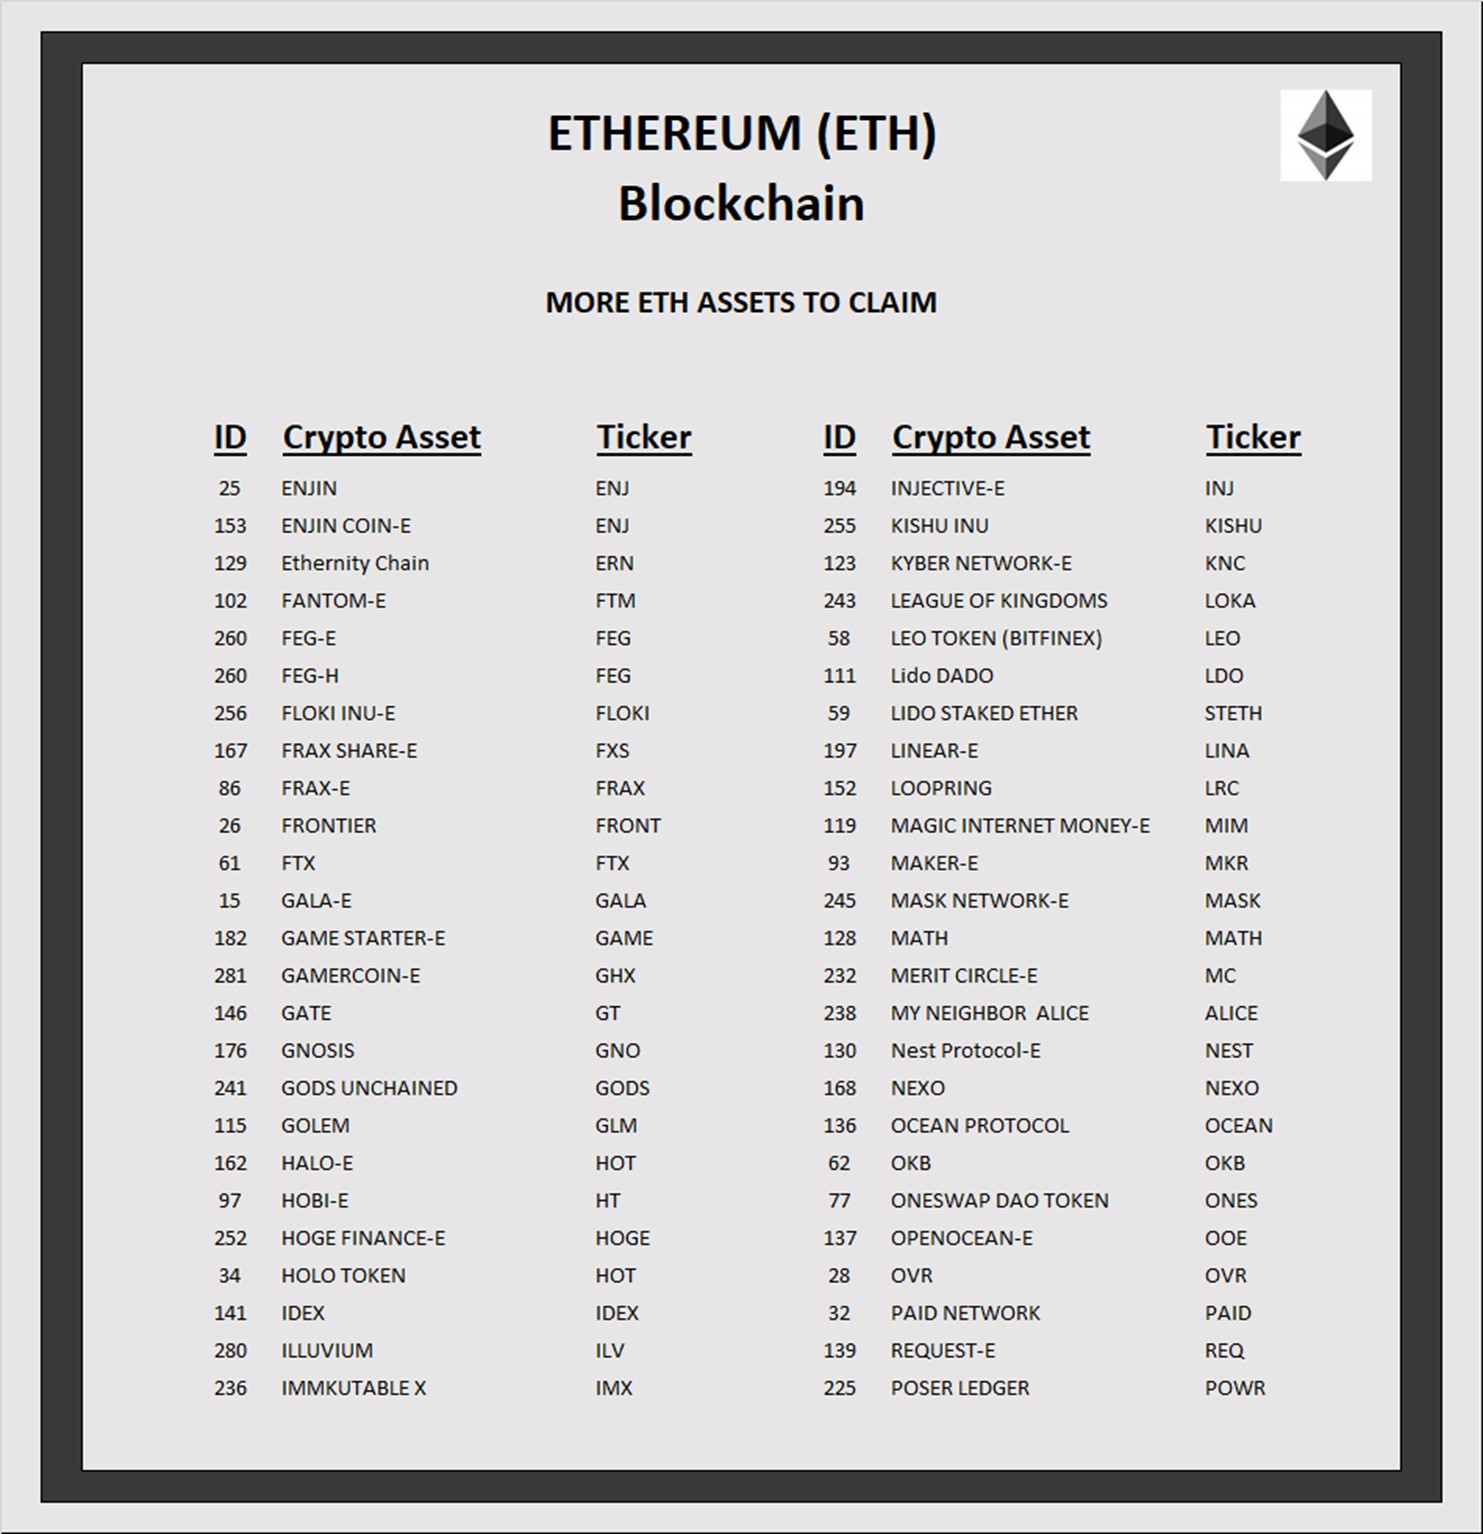 ETHEREUM (ETH)
Blockchain
MORE ETH ASSETS TO CLAIM
ID Crypto Asset Ticker ID Crypto Asset Ticker
25 ENJIN ENJ 194 INJECTIVE-E INJ
153 ENJIN COIN-E ENJ 255 KISHU INU KISHU
129 Ethernity Chain ERN 123 KYBER NETWORK-E KNC
102 FANTOM-E FTM 243 LEAGUE OF KINGDOMS LOKA
260 FEG-E FEG 58 LEO TOKEN (BITFINEX) LEO
260 FEG-H FEG 111 Lido DADO LDO
256 FLOKI INU-E FLOKI 59 LIDO STAKED ETHER STETH
167 FRAX SHARE-E FXS 197 LINEAR-E LINA
86 FRAX-E FRAX 152 LOOPRING LRC
26 FRONTIER FRONT 119 MAGIC INTERNET MONEY-E MIM
61 FTX FTX 93 MAKER-E MKR
15 GALA-E GALA 245 MASK NETWORK-E MASK
182 GAME STARTER-E GAME 128 MATH MATH
281 GAMERCOIN-E GHX 232 MERIT CIRCLE-E MC
146 GATE GT 238 MY NEIGHBOR  ALICE ALICE
176 GNOSIS GNO 130 Nest Protocol-E NEST
241 GODS UNCHAINED GODS 168 NEXO NEXO
115 GOLEM GLM 136 OCEAN PROTOCOL OCEAN
162 HALO-E HOT 62 OKB OKB
97 HOBI-E HT 77 ONESWAP DAO TOKEN ONES
252 HOGE FINANCE-E HOGE 137 OPENOCEAN-E OOE
34 HOLO TOKEN HOT 28 OVR OVR
141 IDEX IDEX 32 PAID NETWORK PAID
280 ILLUVIUM ILV 139 REQUEST-E REQ
236 IMMKUTABLE X IMX 225 POSER LEDGER POWR